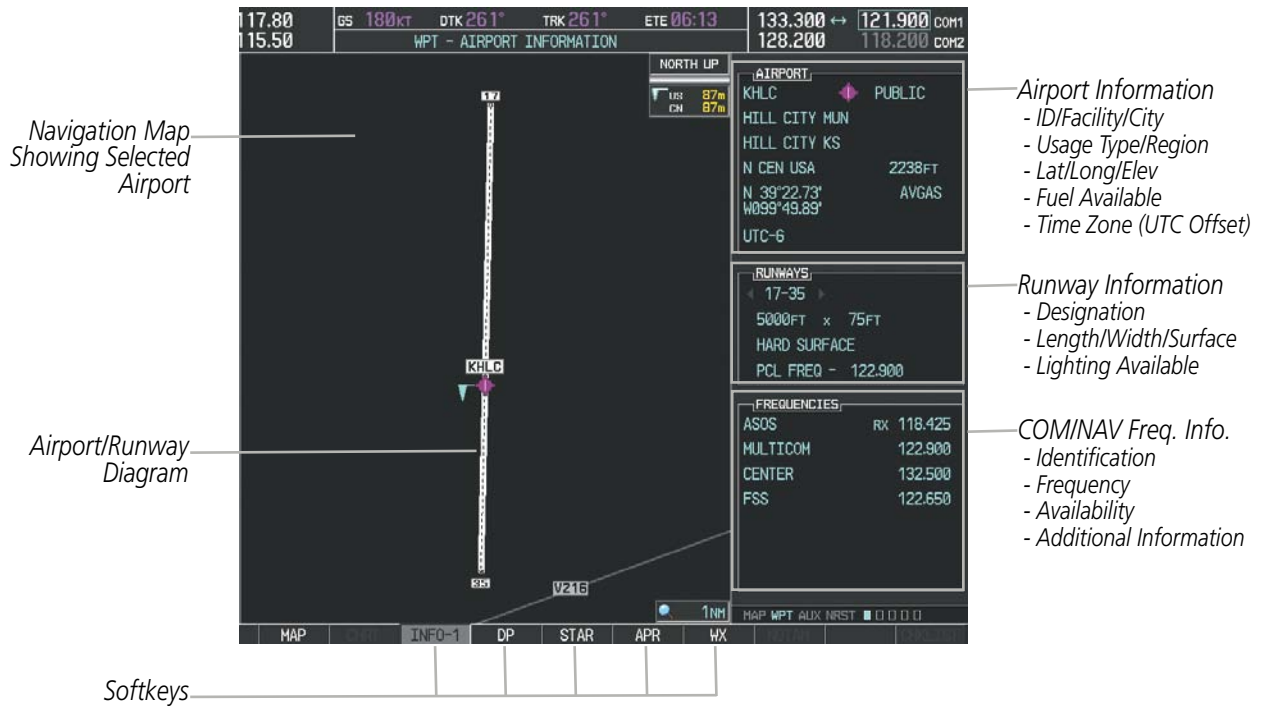 117.80 GS 180KT DTK 261° TRK 261° ETE 06:13 133.300 ↔ 121.900 COM1
115.50 WPT - AIRPORT INFORMATION 128.200 118.200 COM2
NORTH UP
US 87m
CN 87m
17
KHLC
35
V216
1NM
AIRPORT
KHLC PUBLIC
HILL CITY MUN
HILL CITY KS
N CEN USA 2238FT
N 39°22.73' AVGAS
W099°49.89'
UTC-6
RUNWAYS
17-35
5000FT x 75FT
HARD SURFACE
PCL FREQ - 122.900
FREQUENCIES
ASOS RX 118.425
MULTICOM 122.900
CENTER 132.500
FSS 122.650
MAP WPT AUX NRST
MAP INFO-1 DP STAR APR WX
Navigation Map
Showing Selected
Airport
Airport/Runway
Diagram
Softkeys
Airport Information
- ID/Facility/City
- Usage Type/Region
- Lat/Long/Elev
- Fuel Available
- Time Zone (UTC Offset)
Runway Information
- Designation
- Length/Width/Surface
- Lighting Available
COM/NAV Freq. Info.
- Identification
- Frequency
- Availability
- Additional Information